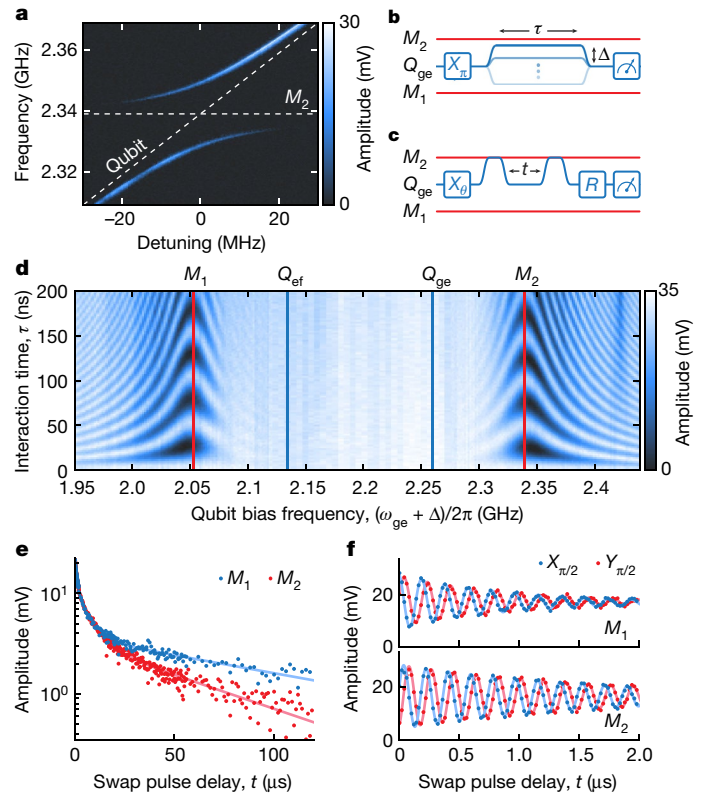 a
2.36
2.34
2.32
Frequency (GHz)
Qubit
M2
−20
0
20
Detuning (MHz)
30
0
Amplitude (mV)
b
M2
Qge
M1
Xπ
τ
Δ
c
M2
Qge
M1
Xθ
t
R
d
M1
Qef
Qge
M2
200
150
100
50
0
Interaction time, τ (ns)
1.95
2.0
2.05
2.1
2.15
2.2
2.25
2.3
2.35
2.4
Qubit bias frequency, (ωge + Δ)/2π (GHz)
35
0
Amplitude (mV)
e
M1
M2
10¹
10⁰
Amplitude (mV)
0
50
100
Swap pulse delay, t (μs)
f
Xπ/2
Yπ/2
20
0
M1
20
0
M2
Amplitude (mV)
0
0.5
1.0
1.5
2.0
Swap pulse delay, t (μs)